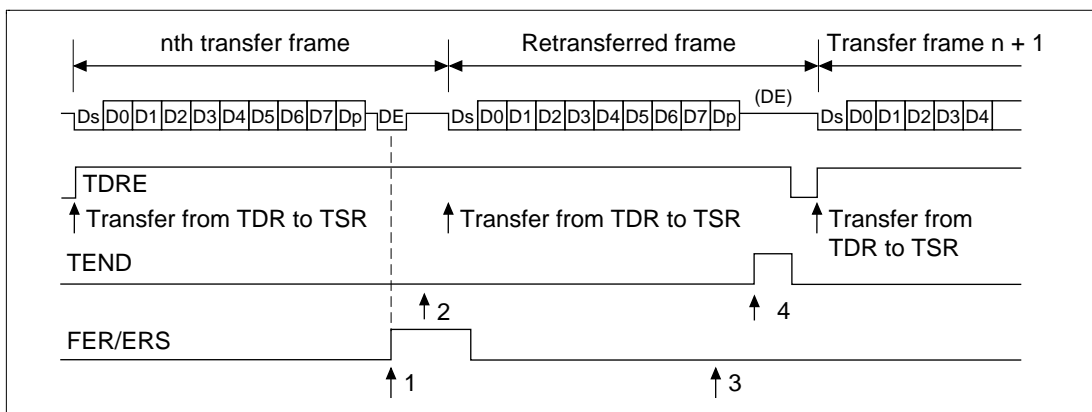 nth transfer frame Retransferred frame Transfer frame n + 1
(DE)
Ds D0 D1 D2 D3 D4 D5 D6 D7 Dp DE Ds D0 D1 D2 D3 D4 D5 D6 D7 Dp Ds D0 D1 D2 D3 D4
TDRE
Transfer from TDR to TSR Transfer from TDR to TSR Transfer from
TDR to TSR
TEND
2 4
FER/ERS
1 3